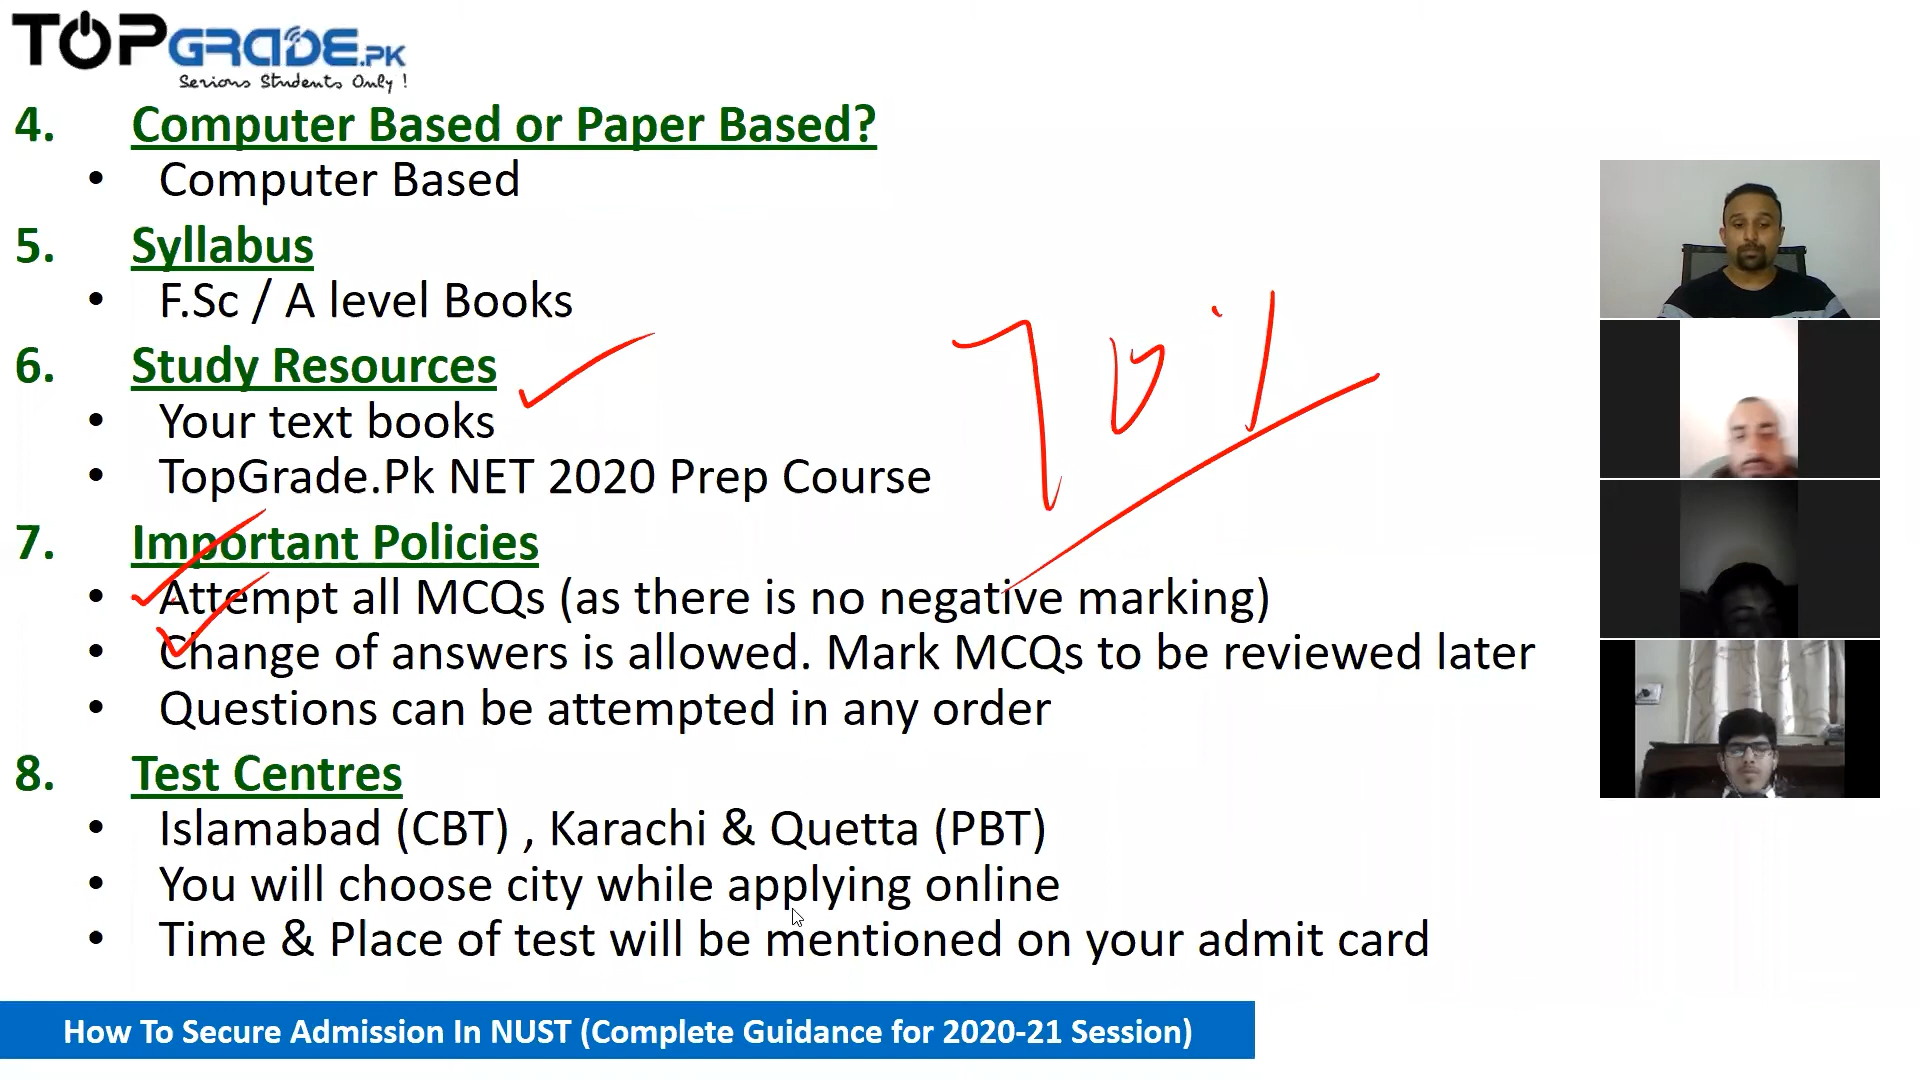 TOPGRADE.PK
Serious Students Only !
4. Computer Based or Paper Based?
• Computer Based
5. Syllabus
• F.Sc / A level Books
6. Study Resources
• Your text books
• TopGrade.Pk NET 2020 Prep Course
70%
7. Important Policies
• Attempt all MCQs (as there is no negative marking)
• Change of answers is allowed. Mark MCQs to be reviewed later
• Questions can be attempted in any order
8. Test Centres
• Islamabad (CBT) , Karachi & Quetta (PBT)
• You will choose city while applying online
• Time & Place of test will be mentioned on your admit card
How To Secure Admission In NUST (Complete Guidance for 2020-21 Session)